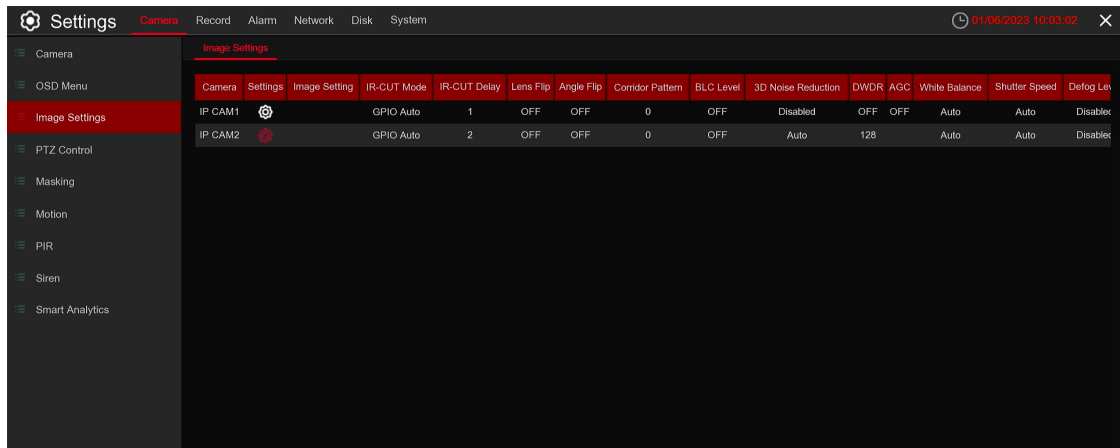 Settings Camera Record Alarm Network Disk System 01/06/2023 10:03:02
Camera
OSD Menu
Image Settings
PTZ Control
Masking
Motion
PIR
Siren
Smart Analytics
Image Settings
Camera Settings Image Setting IR-CUT Mode IR-CUT Delay Lens Flip Angle Flip Corridor Pattern BLC Level 3D Noise Reduction DWDR AGC White Balance Shutter Speed Defog Lev
IP CAM1 GPIO Auto 1 OFF OFF 0 OFF Disabled OFF OFF Auto Auto Disabled
IP CAM2 GPIO Auto 2 OFF OFF 0 OFF Auto 128 Auto Auto Disabled